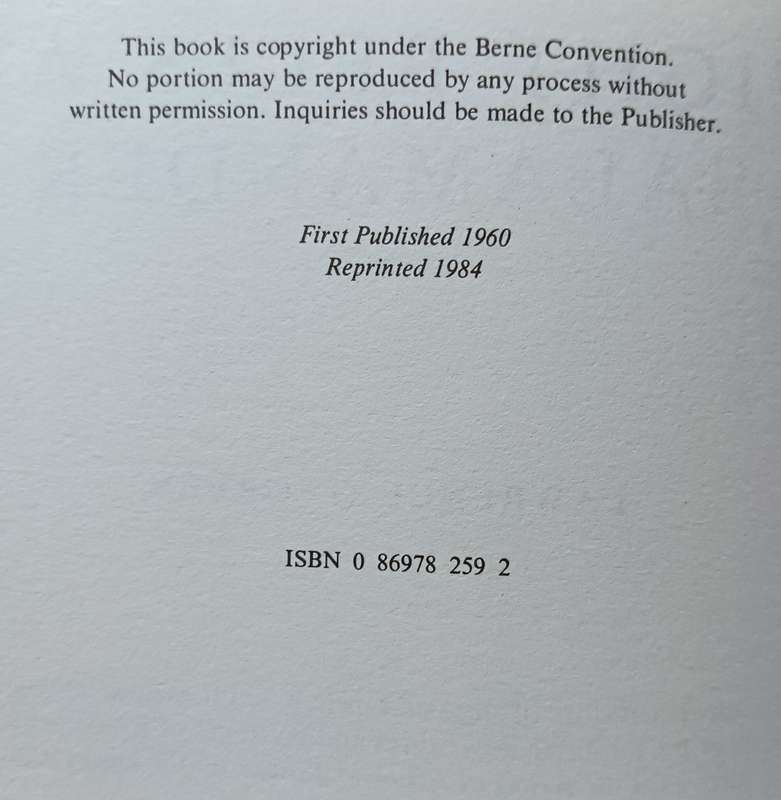 This book is copyright under the Berne Convention.
No portion may be reproduced by any process without
written permission. Inquiries should be made to the Publisher.
First Published 1960
Reprinted 1984
ISBN 0 86978 259 2